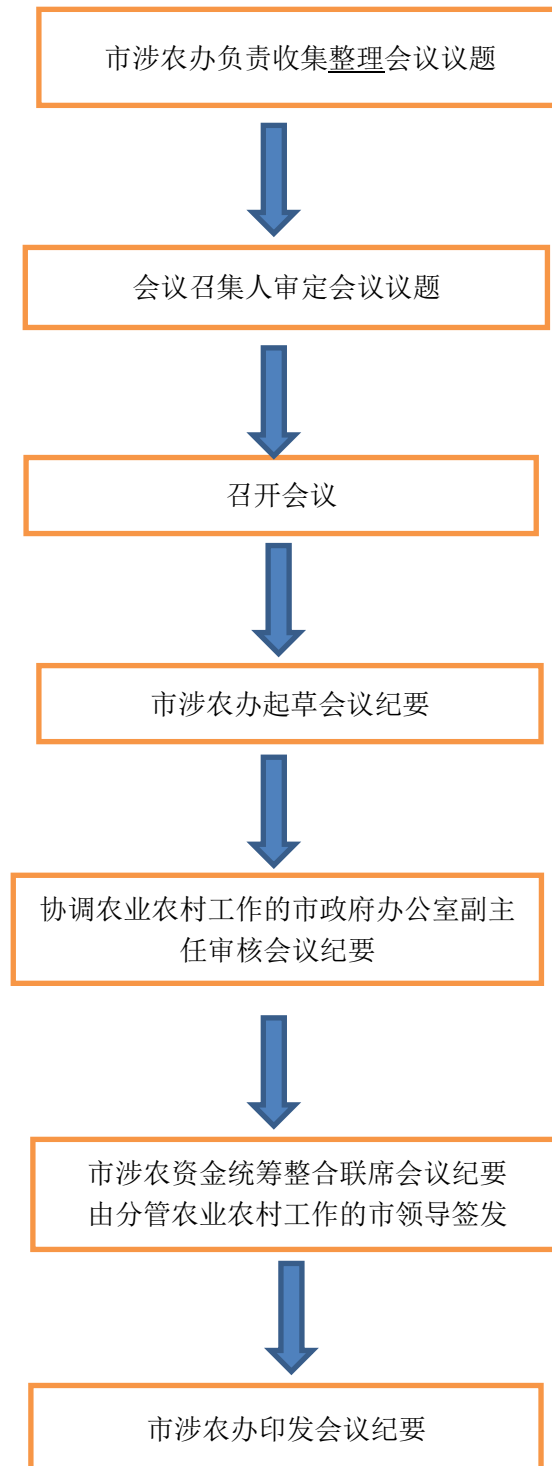 市涉农办负责收集整理会议议题
会议召集人审定会议议题
召开会议
市涉农办起草会议纪要
协调农业农村工作的市政府办公室副主
任审核会议纪要
市涉农资金统筹整合联席会议纪要
由分管农业农村工作的市领导签发
市涉农办印发会议纪要